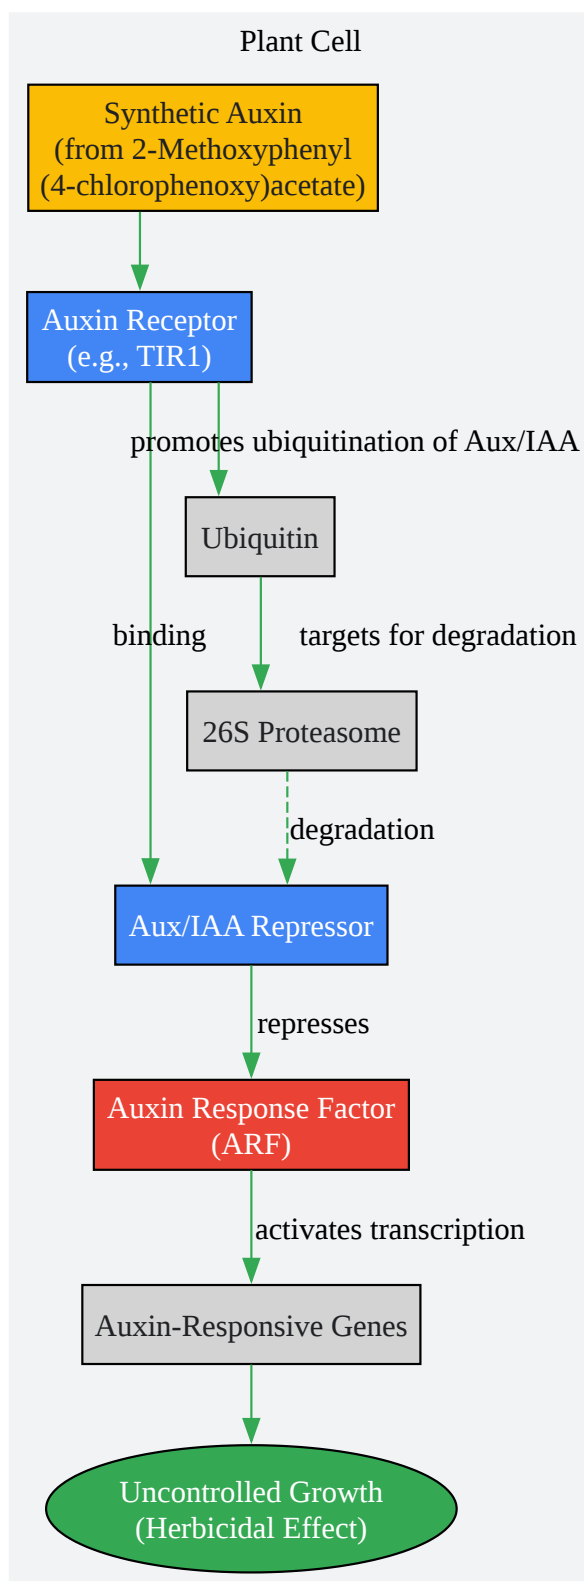 Plant Cell
Synthetic Auxin
(from 2-Methoxyphenyl
(4-chlorophenoxy)acetate)
Auxin Receptor
(e.g., TIR1)
promotes ubiquitination of Aux/IAA
Ubiquitin
binding
targets for degradation
26S Proteasome
degradation
Aux/IAA Repressor
represses
Auxin Response Factor
(ARF)
activates transcription
Auxin-Responsive Genes
Uncontrolled Growth
(Herbicidal Effect)